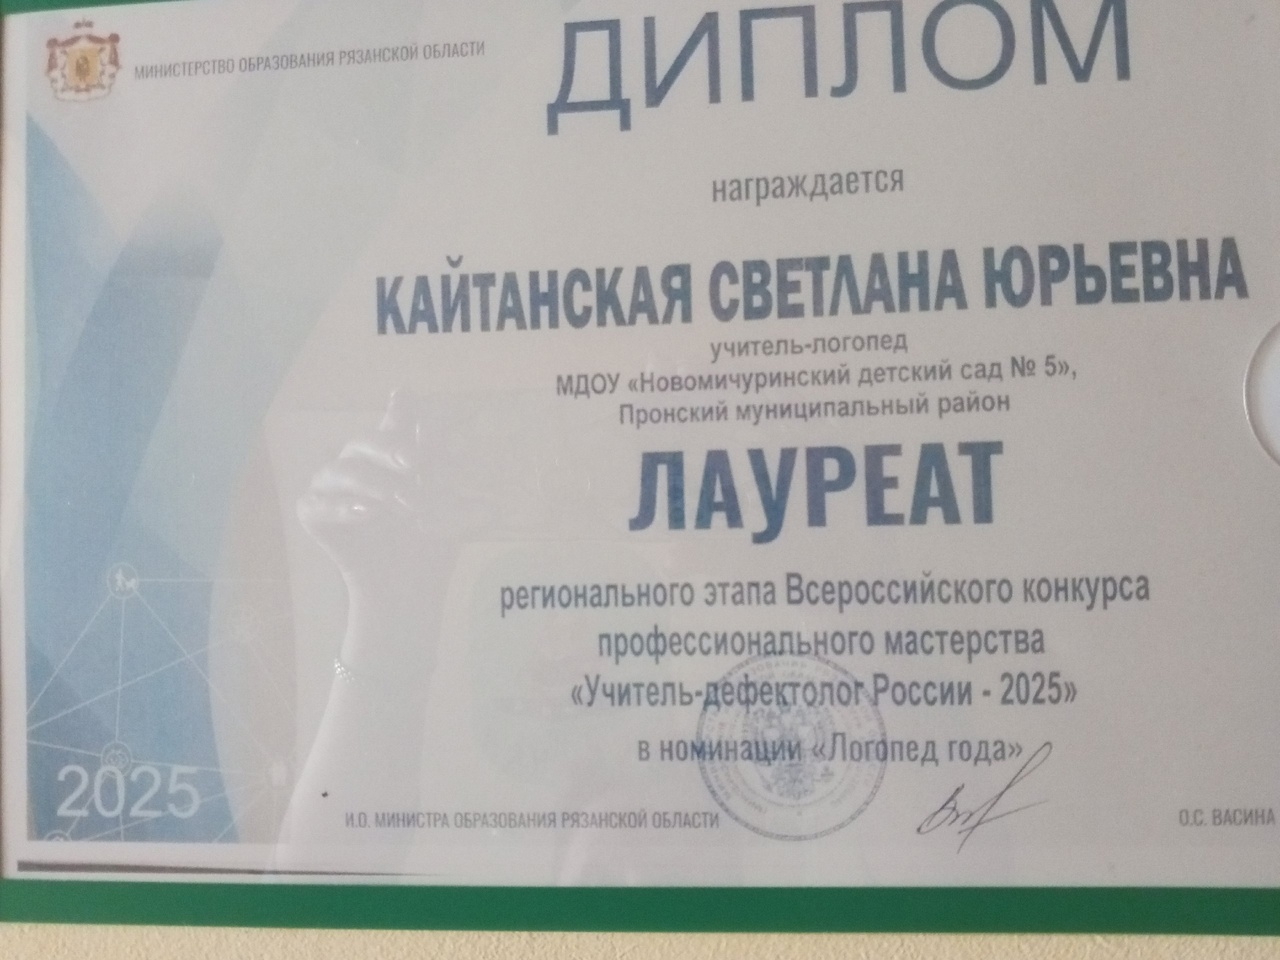 МИНИСТЕРСТВО ОБРАЗОВАНИЯ РЯЗАНСКОЙ ОБЛАСТИ
ДИПЛОМ
награждается
КАЙТАНСКАЯ СВЕТЛАНА ЮРЬЕВНА
учитель-логопед
МДОУ «Новомичуринский детский сад № 5»,
Пронский муниципальный район
ЛАУРЕАТ
регионального этапа Всероссийского конкурса
профессионального мастерства
«Учитель-дефектолог России - 2025»
в номинации «Логопед года»
2025
И.О. МИНИСТРА ОБРАЗОВАНИЯ РЯЗАНСКОЙ ОБЛАСТИ
О.С. ВАСИНА